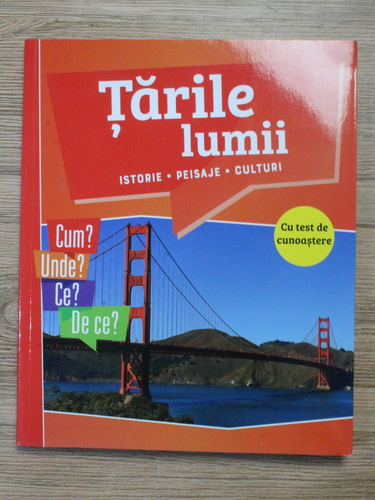 Țările
lumii
ISTORIE • PEISAJE • CULTURI
Cu test de
cunoaștere
Cum?
Unde?
Ce?
De ce?